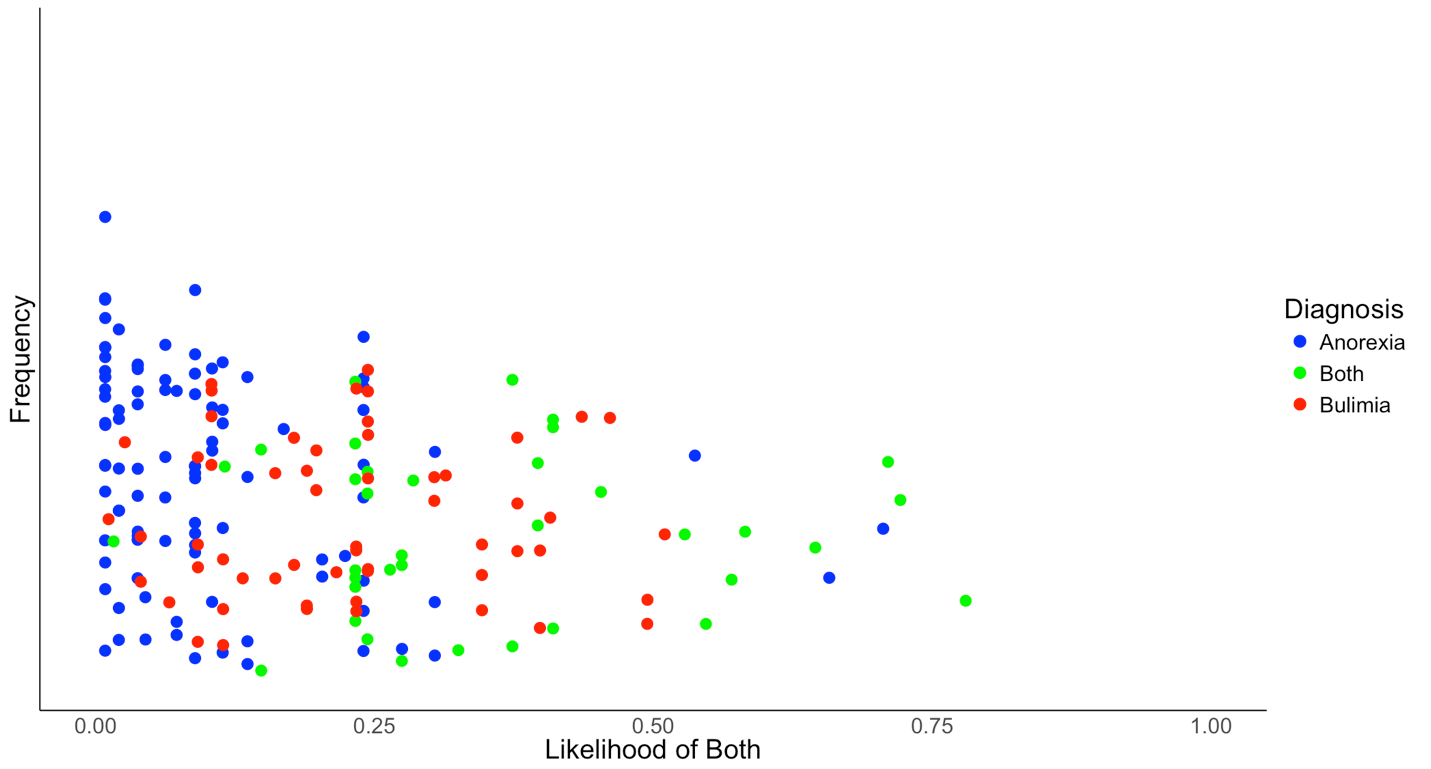 Frequency
0.00 0.25 0.50 0.75 1.00
Likelihood of Both
Diagnosis
Anorexia
Both
Bulimia